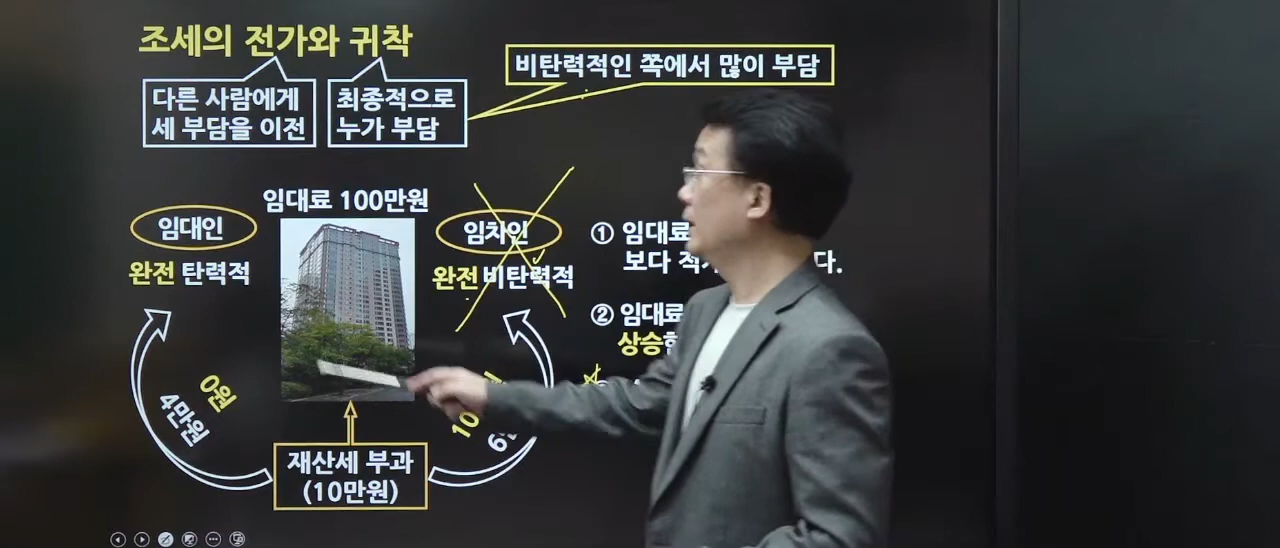 조세의 전가와 귀착
비탄력적인 쪽에서 많이 부담
다른 사람에게
세 부담을 이전
최종적으로
누가 부담
임대료 100만원
임대인
완전 탄력적
임차인
완전 비탄력적
① 임대료
보다 적 다.
② 임대료
상승
0원
4만원
10
재산세 부과
(10만원)